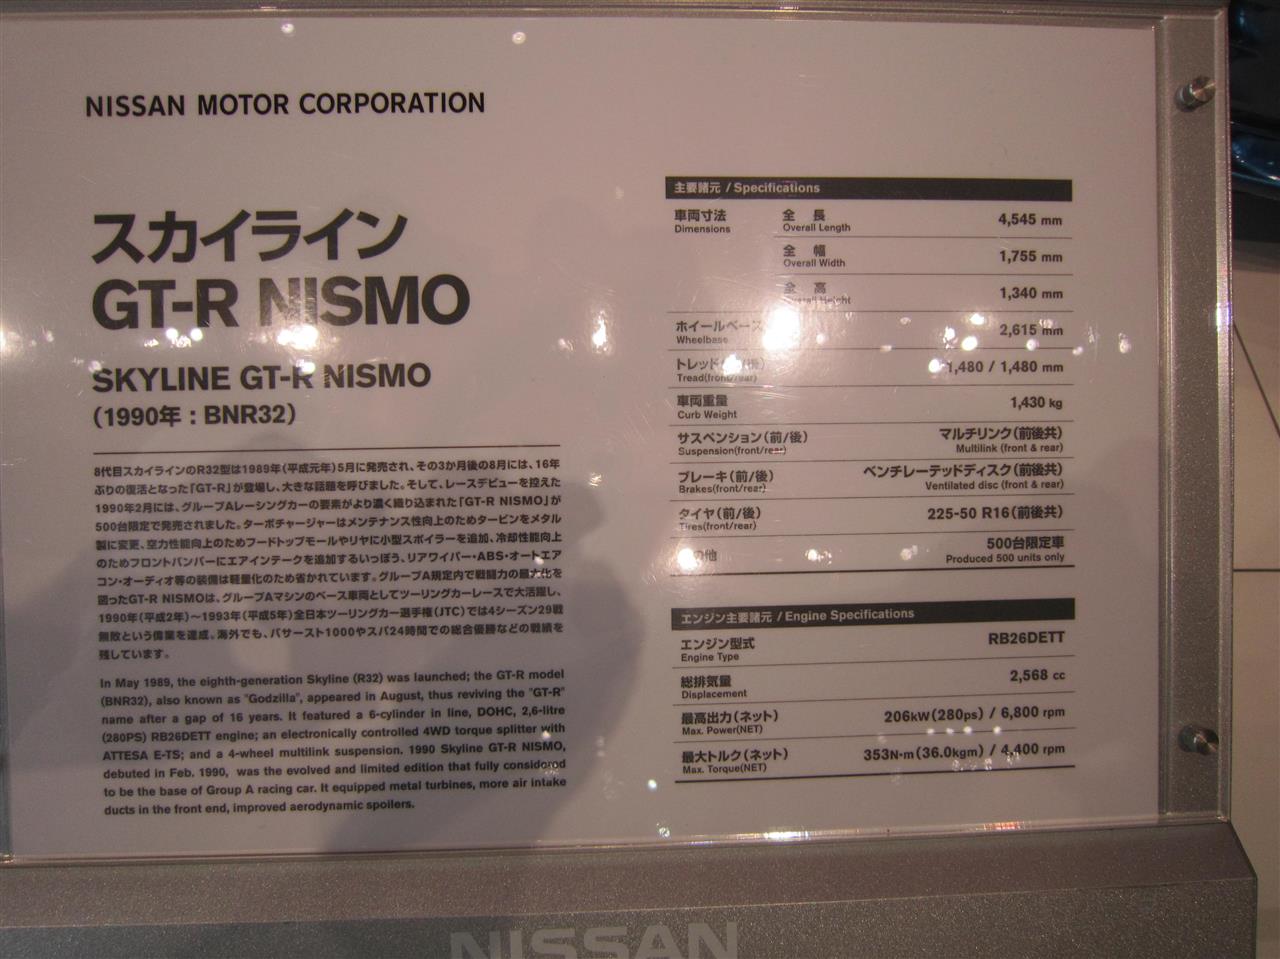 NISSAN MOTOR CORPORATION
スカイライン
GT-R NISMO
SKYLINE GT-R NISMO
(1990年 : BNR32)
8代目スカイラインのR32型は1989年(平成元年)5月に発売され、その3か月後の8月には、16年
ぶりの復活となった「GT-R」が登場し、大きな話題を呼びました。そして、レースデビューを控えた
1990年2月には、グループAレーシングカーの要素がより濃く織り込まれた「GT-R NISMO」が
500台限定で発売されました。ターボチャージャーはメンテナンス性向上のためタービンをメタル
製に変更、空力性能向上のためフードトップモールやリヤに小型スポイラーを追加、冷却性能向上
のためフロントバンパーにエアインテークを追加するいっぽう、リアワイパー・ABS・オートエア
コン・オーディオ等の装備は軽量化のため省かれています。グループA規定内で戦闘力の最大化を
図ったGT-R NISMOは、グループAマシンのベース車両としてツーリングカーレースで大活躍し、
1990年(平成2年)～1993年(平成5年)全日本ツーリングカー選手権(JTC)では4シーズン29戦
無敗という偉業を達成。海外でも、バサースト1000やスパ24時間での総合優勝などの戦績を
残しています。
In May 1989, the eighth-generation Skyline (R32) was launched; the GT-R model
(BNR32), also known as "Godzilla", appeared in August, thus reviving the "GT-R"
name after a gap of 16 years. It featured a 6-cylinder in line, DOHC, 2,6-litre
(280PS) RB26DETT engine; an electronically controlled 4WD torque splitter with
ATTESA E-TS; and a 4-wheel multilink suspension. 1990 Skyline GT-R NISMO,
debuted in Feb. 1990, was the evolved and limited edition that fully considered
to be the base of Group A racing car. It equipped metal turbines, more air intake
ducts in the front end, improved aerodynamic spoilers.
主要諸元 / Specifications
車両寸法 全 長 4,545 mm
Dimensions Overall Length
全 幅 1,755 mm
Overall Width
全 高 1,340 mm
Overall Height
ホイールベース 2,615 mm
Wheelbase
トレッド(前/後) 1,480 / 1,480 mm
Tread(front/rear)
車両重量 1,430 kg
Curb Weight
サスペンション(前/後) マルチリンク(前後共)
Suspension(front/rear) Multilink (front & rear)
ブレーキ(前/後) ベンチレーテッドディスク(前後共)
Brakes(front/rear) Ventilated disc (front & rear)
タイヤ(前/後) 225-50 R16(前後共)
Tires(front/rear)
の他 500台限定車
Produced 500 units only
エンジン主要諸元 / Engine Specifications
エンジン型式 RB26DETT
Engine Type
総排気量 2,568 cc
Displacement
最高出力(ネット) 206kW(280ps) / 6,800 rpm
Max. Power(NET)
最大トルク(ネット) 353N-m(36.0kgm) / 4,400 rpm
Max. Torque(NET)
NISSAN